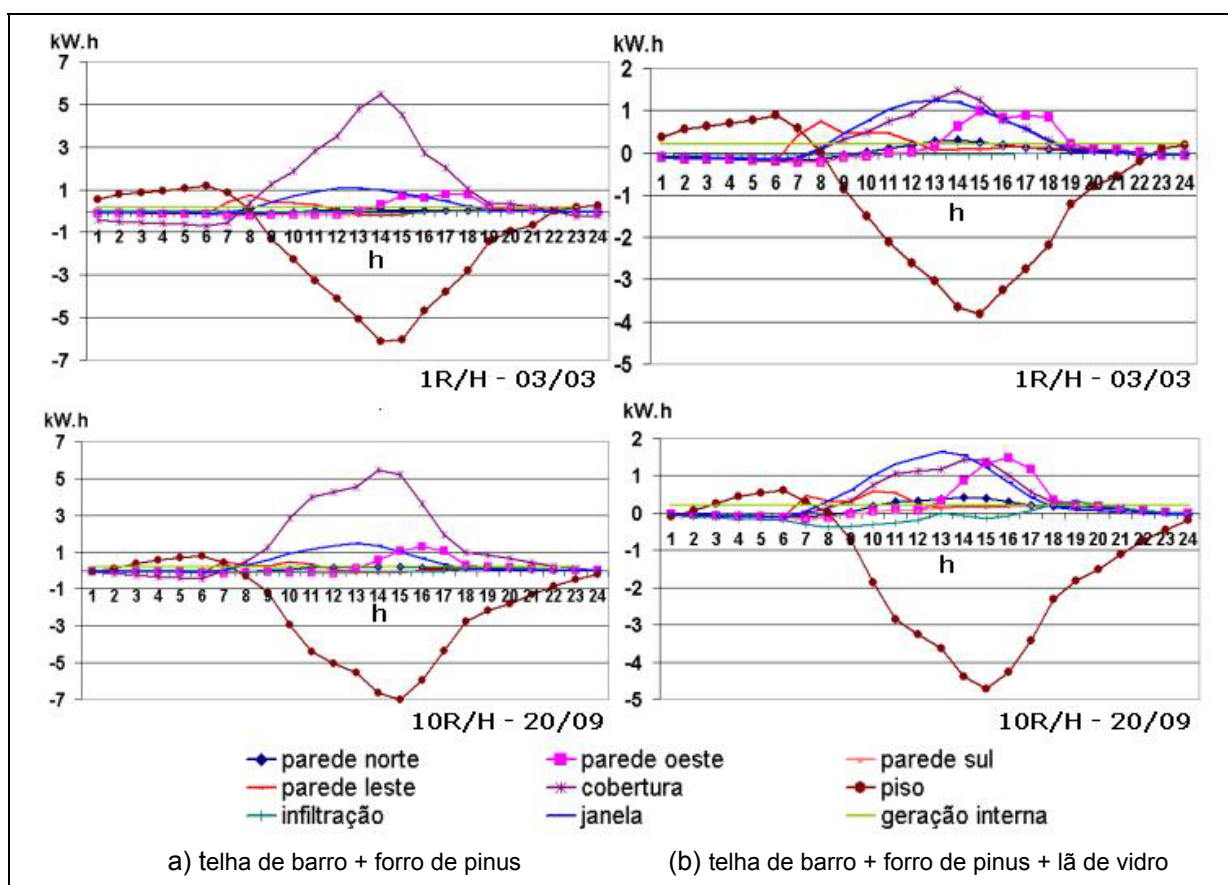 kW.h
7
5
3
1
-1
-3
-5
-7
1 2 3 4 5 6 7 8 9 10 11 12 13 14 15 16 17 18 19 20 21 22 23 24
h
1R/H - 03/03
kW.h
2
1
0
-1
-2
-3
-4
-5
1 2 3 4 5 6 7 8 9 10 11 12 13 14 15 16 17 18 19 20 21 22 23 24
h
1R/H - 03/03
kW.h
7
5
3
1
-1
-3
-5
-7
1 2 3 4 5 6 7 8 9 10 11 12 13 14 15 16 17 18 19 20 21 22 23 24
h
10R/H - 20/09
kW.h
2
1
0
-1
-2
-3
-4
-5
1 2 3 4 5 6 7 8 9 10 11 12 13 14 15 16 17 18 19 20 21 22 23 24
h
10R/H - 20/09
parede norte parede oeste parede sul
parede leste cobertura piso
infiltração janela geração interna
a) telha de barro + forro de pinus (b) telha de barro + forro de pinus + lã de vidro